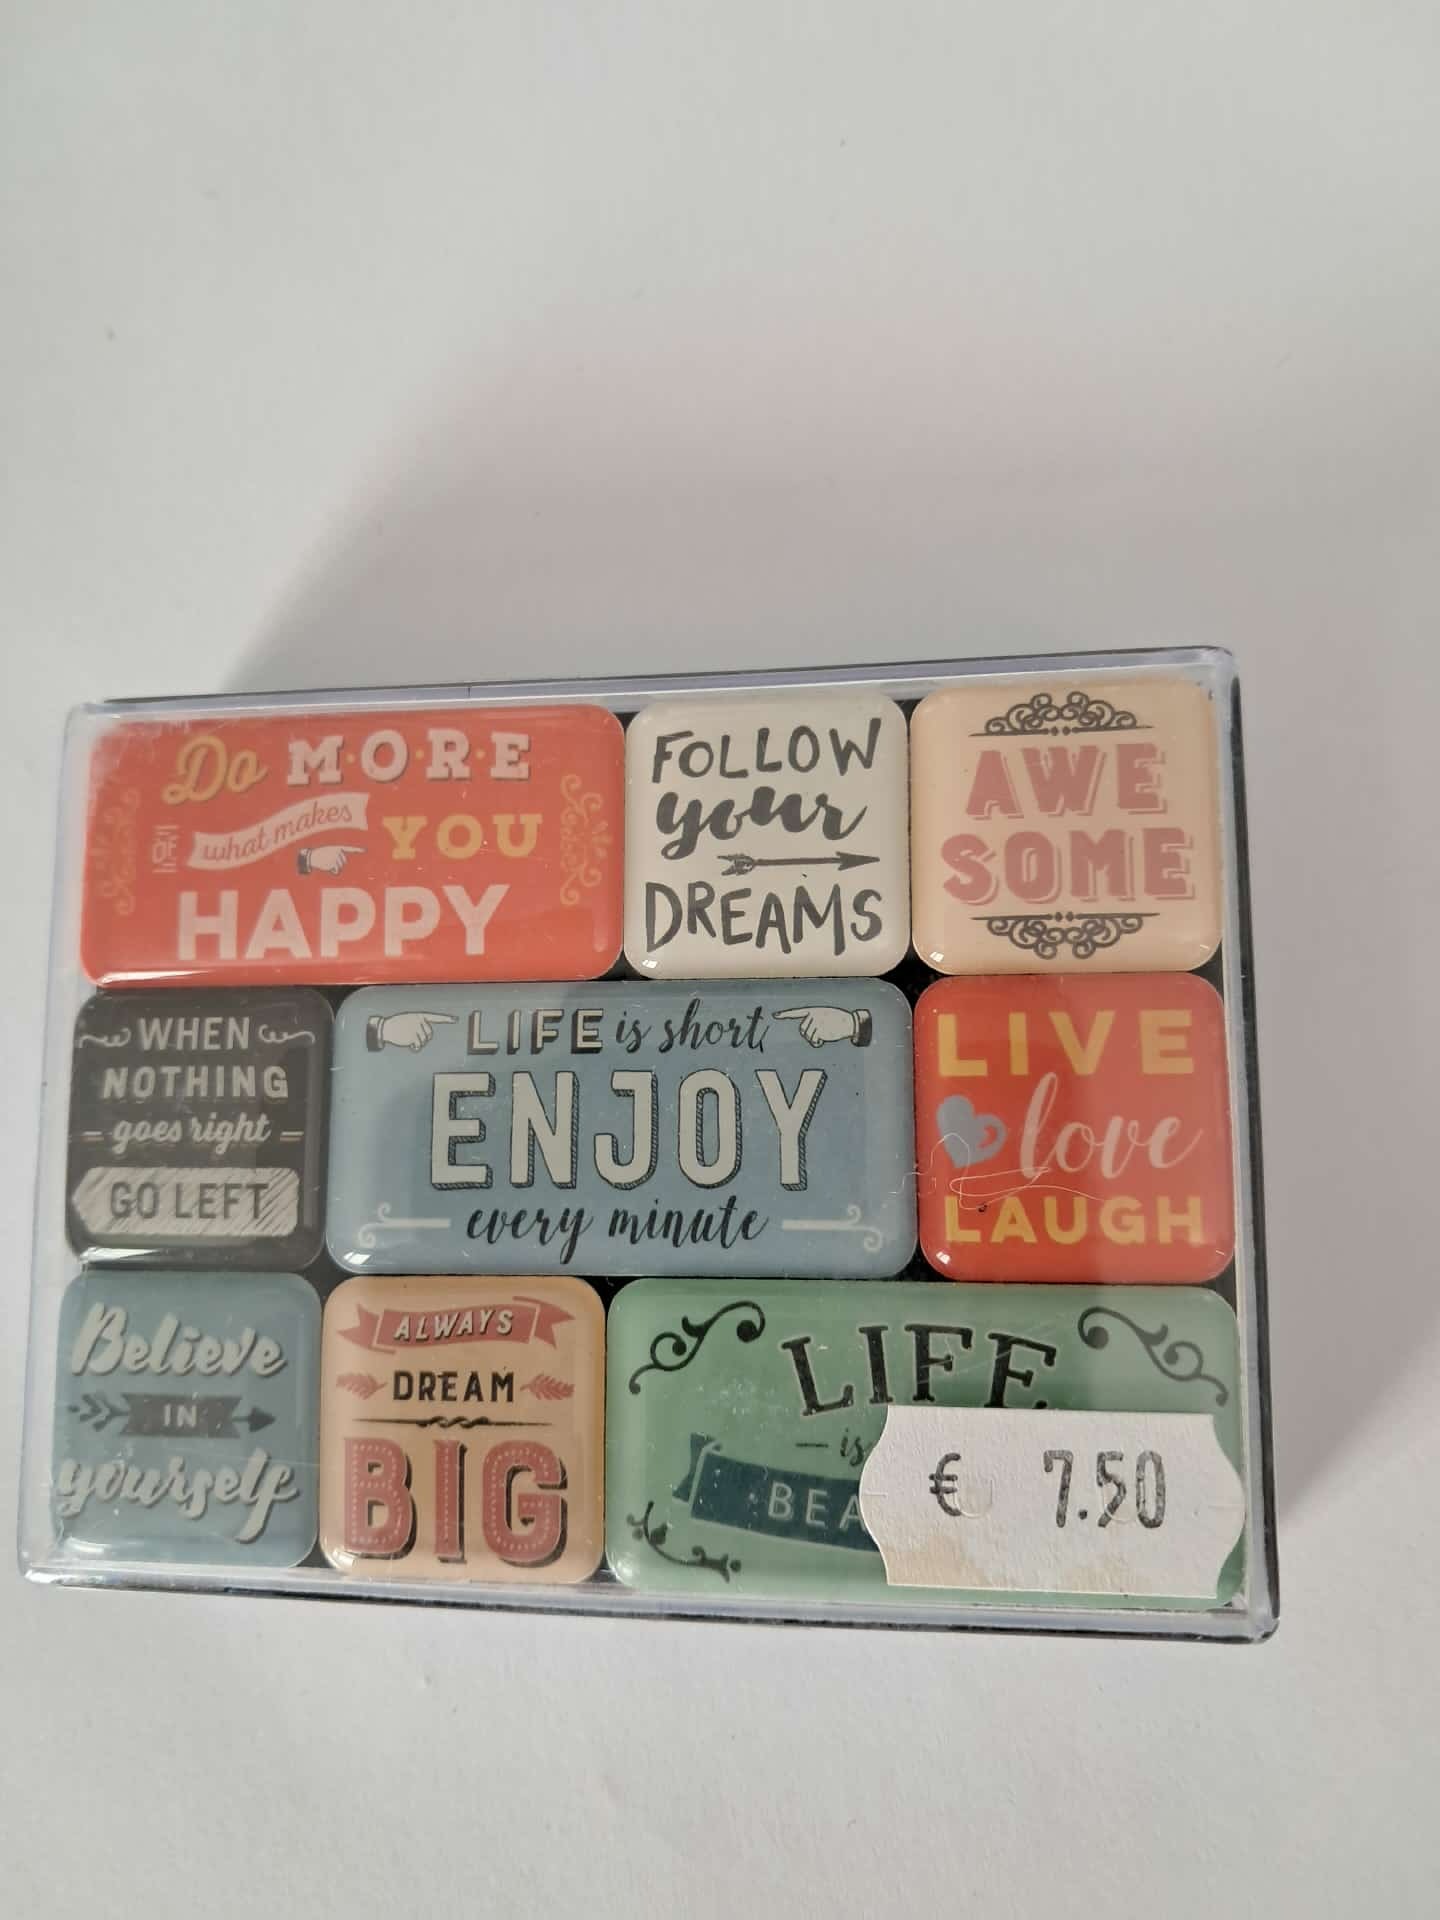 Do MORE
OF what makes YOU
HAPPY
FOLLOW
your
DREAMS
AWE
SOME
WHEN
NOTHING
goes right
GO LEFT
LIFE is short,
ENJOY
every minute
LIVE
love
LAUGH
Believe
IN
yourself
ALWAYS
DREAM
BIG
LIFE
is
€ 7.50